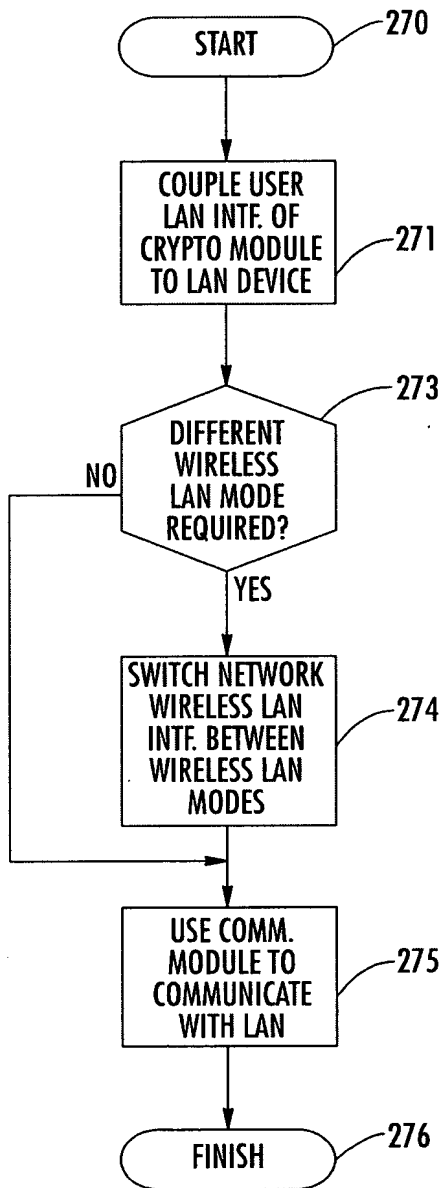 START
270
COUPLE USER
LAN INTF. OF
CRYPTO MODULE
TO LAN DEVICE
271
273
DIFFERENT
WIRELESS
LAN MODE
REQUIRED?
NO
YES
SWITCH NETWORK
WIRELESS LAN
INTF. BETWEEN
WIRELESS LAN
MODES
274
USE COMM.
MODULE TO
COMMUNICATE
WITH LAN
275
FINISH
276